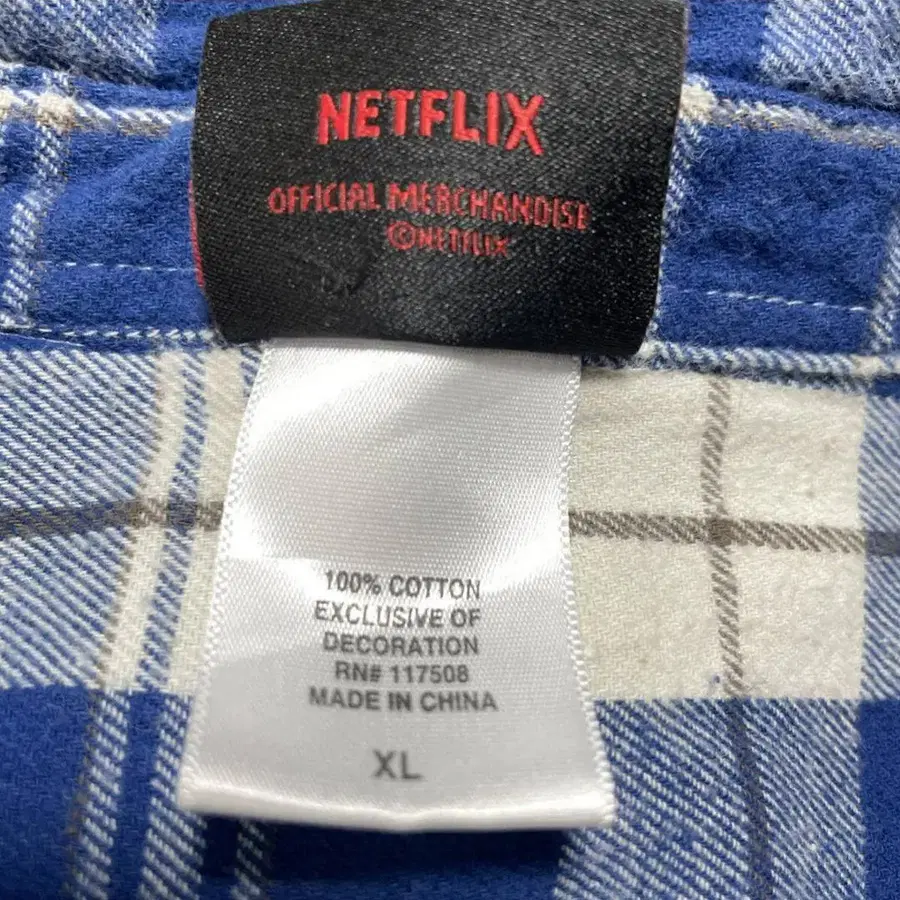 NETFLIX
OFFICIAL MERCHANDISE
©NETFLIX
100% COTTON
EXCLUSIVE OF
DECORATION
RN# 117508
MADE IN CHINA
XL